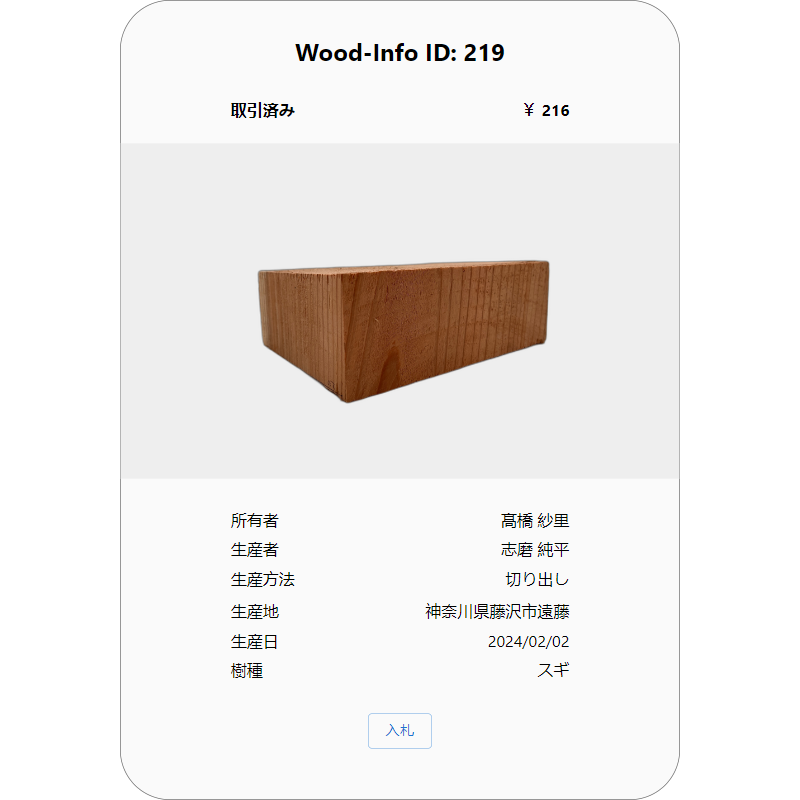 Wood-Info ID: 219
取引済み ￥ 216
所有者 髙橋 紗里
生産者 志磨 純平
生産方法 切り出し
生産地 神奈川県藤沢市遠藤
生産日 2024/02/02
樹種 スギ
入札